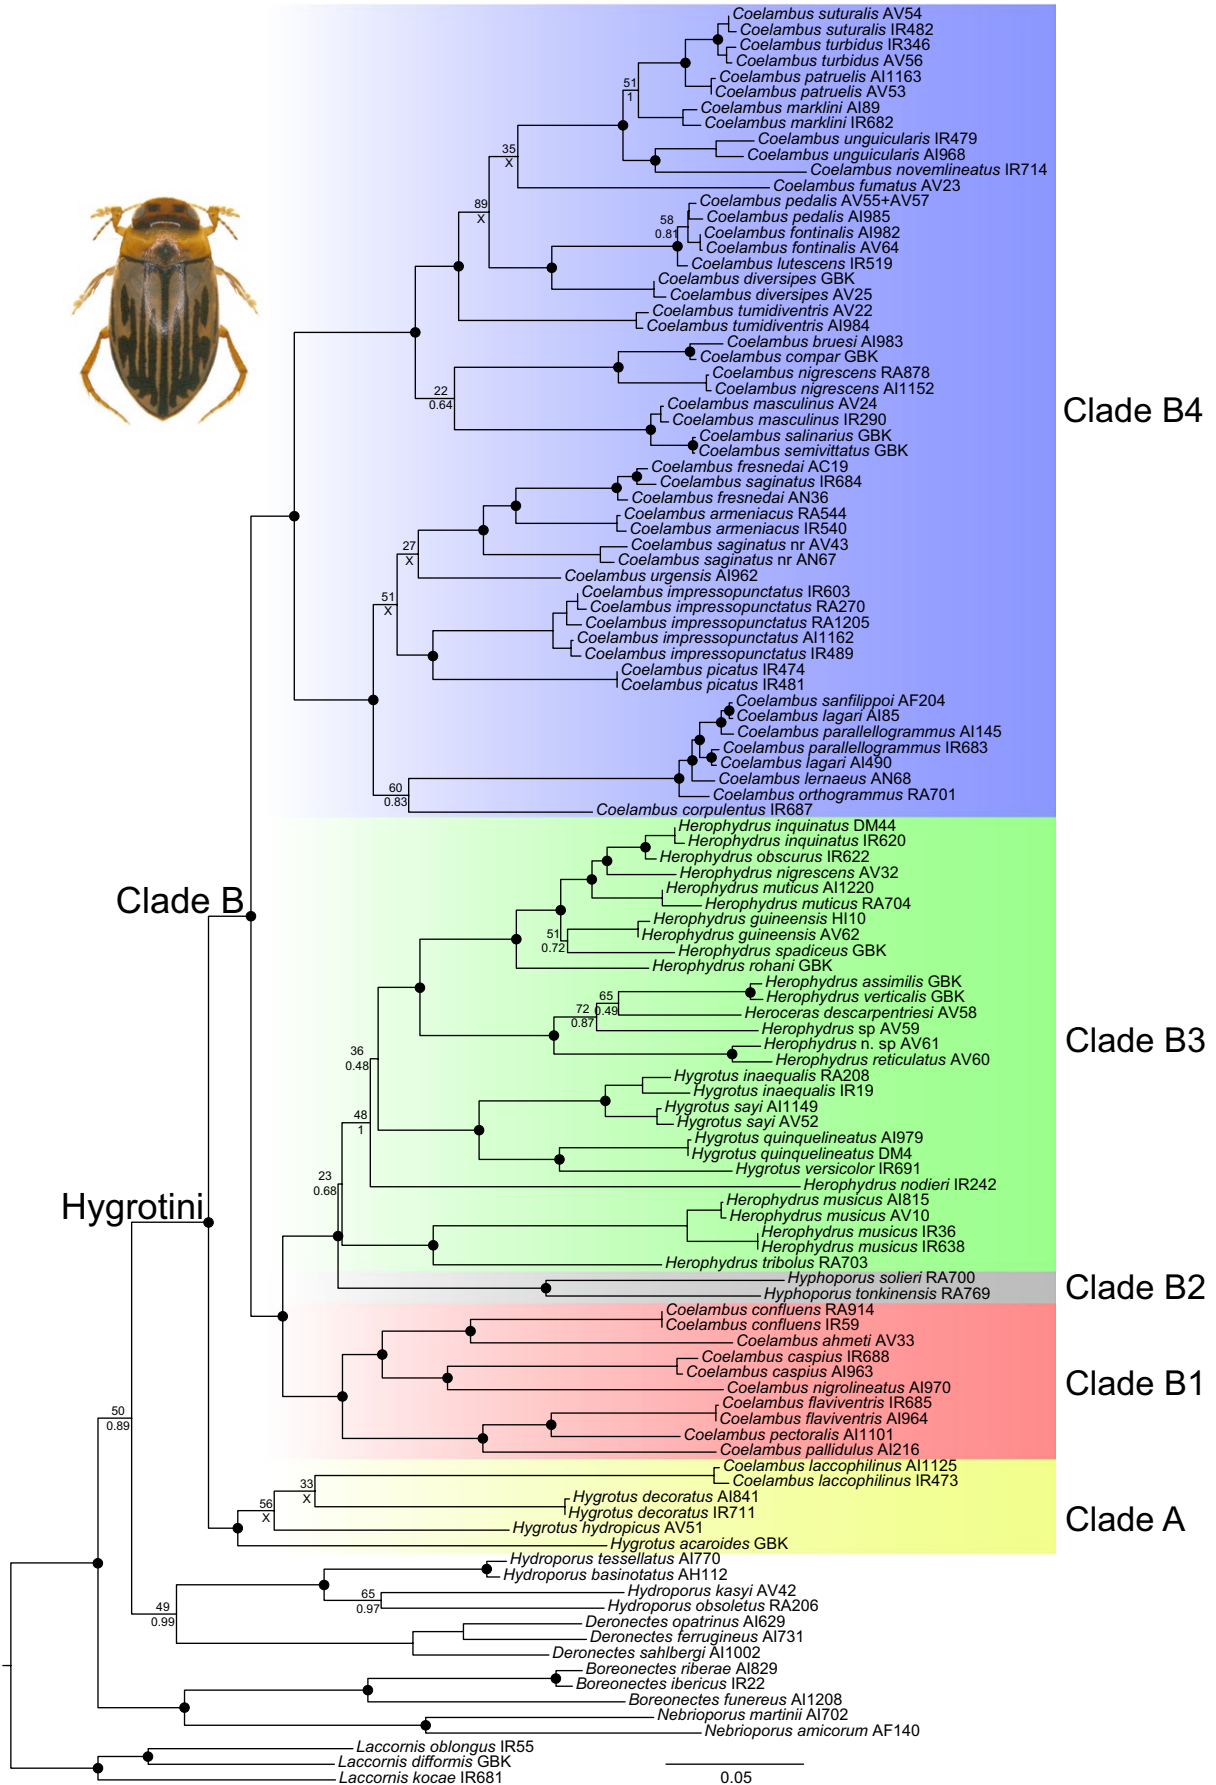 Coelambus suturalis AV54
Coelambus suturalis IR482
Coelambus turbidus IR346
Coelambus turbidus AV56
Coelambus patruelis AI1163
51
1
Coelambus patruelis AV53
Coelambus marklini AI89
Coelambus marklini IR682
Coelambus unguicularis IR479
35
X
Coelambus unguicularis AI968
Coelambus novemlineatus IR714
Coelambus fumatus AV23
89
X
Coelambus pedalis AV55+AV57
Coelambus pedalis AI985
58
0.81
Coelambus fontinalis AI982
Coelambus fontinalis AV64
Coelambus lutescens IR519
Coelambus diversipes GBK
Coelambus diversipes AV25
Coelambus tumidiventris AV22
Coelambus tumidiventris AI984
Coelambus bruesi AI983
Coelambus compar GBK
Coelambus nigrescens RA878
Coelambus nigrescens AI1152
22
0.64
Coelambus masculinus AV24
Clade B4
Coelambus masculinus IR290
Coelambus salinarius GBK
Coelambus semivittatus GBK
Coelambus fresnedai AC19
Coelambus saginatus IR684
Coelambus fresnedai AN36
Coelambus armeniacus RA544
Coelambus armeniacus IR540
27
X
Coelambus saginatus nr AV43
Coelambus saginatus nr AN67
Coelambus urgensis AI962
51
X
Coelambus impressopunctatus IR603
Coelambus impressopunctatus RA270
Coelambus impressopunctatus RA1205
Coelambus impressopunctatus AI1162
Coelambus impressopunctatus IR489
Coelambus picatus IR474
Coelambus picatus IR481
Coelambus sanfilippoi AF204
Coelambus lagari AI85
Coelambus parallellogrammus AI145
Coelambus parallellogrammus IR683
Coelambus lagari AI490
Coelambus lernaeus AN68
60
0.83
Coelambus orthogrammus RA701
Coelambus corpulentus IR687
Herophydrus inquinatus DM44
Herophydrus inquinatus IR620
Herophydrus obscurus IR622
Herophydrus nigrescens AV32
Herophydrus muticus AI1220
Herophydrus muticus RA704
Clade B
Herophydrus guineensis HI10
51
0.72
Herophydrus guineensis AV62
Herophydrus spadiceus GBK
Herophydrus rohani GBK
Herophydrus assimilis GBK
65
0.49
Herophydrus verticalis GBK
72
0.87
Heroceras descarpentriesi AV58
Herophydrus sp AV59
Clade B3
Herophydrus n. sp AV61
36
0.48
Herophydrus reticulatus AV60
Hygrotus inaequalis RA208
Hygrotus inaequalis IR19
Hygrotus sayi AI1149
48
1
Hygrotus sayi AV52
Hygrotus quinquelineatus AI979
Hygrotus quinquelineatus DM4
Hygrotus versicolor IR691
23
0.68
Herophydrus nodieri IR242
Herophydrus musicus AI815
Hygrotini
Herophydrus musicus AV10
Herophydrus musicus IR36
Herophydrus musicus IR638
Herophydrus tribolus RA703
Hyphoporus solieri RA700
Clade B2
Hyphoporus tonkinensis RA769
Coelambus confluens RA914
Coelambus confluens IR59
Coelambus ahmeti AV33
Coelambus caspius IR688
Coelambus caspius AI963
Clade B1
Coelambus nigrolineatus AI970
Coelambus flaviventris IR685
50
0.89
Coelambus flaviventris AI964
Coelambus pectoralis AI1101
Coelambus pallidulus AI216
Coelambus laccophilinus AI1125
33
X
Coelambus laccophilinus IR473
Hygrotus decoratus AI841
56
X
Hygrotus decoratus IR711
Clade A
Hygrotus hydropicus AV51
Hygrotus acaroides GBK
Hydroporus tessellatus AI770
Hydroporus basinotatus AH112
65
0.97
Hydroporus kasyi AV42
Hydroporus obsoletus RA206
49
0.99
Deronectes opatrinus AI629
Deronectes ferrugineus AI731
Deronectes sahlbergi AI1002
Boreonectes riberae AI829
Boreonectes ibericus IR22
Boreonectes funereus AI1208
Nebrioporus martinii AI702
Nebrioporus amicorum AF140
Laccornis oblongus IR55
Laccornis difformis GBK
Laccornis kocae IR681
0.05